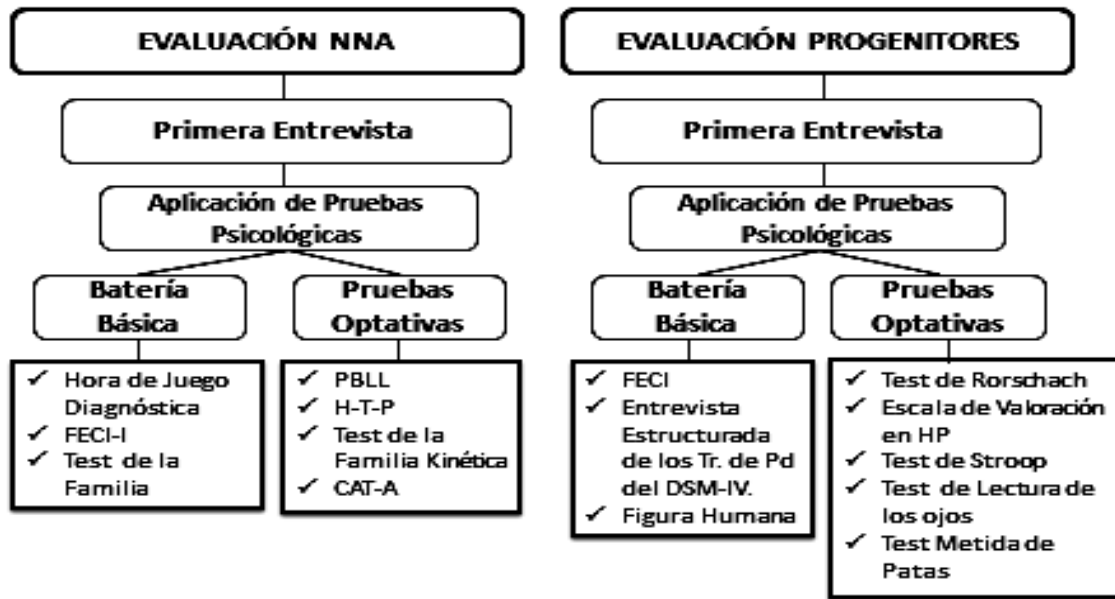 EVALUACIÓN NNA
Primera Entrevista
Aplicación de Pruebas
Psicológicas
Batería
Básica
Pruebas
Optativas
✓ Hora de Juego
Diagnóstica
✓ FECI-I
✓ Test de la
Familia
✓ PBLL
✓ H-T-P
✓ Test de la
Familia Kinética
✓ CAT-A
EVALUACIÓN PROGENITORES
Primera Entrevista
Aplicación de Pruebas
Psicológicas
Batería
Básica
Pruebas
Optativas
✓ FECI
✓ Entrevista
Estructurada
de los Tr. de Pd
del DSM-IV.
✓ Figura Humana
✓ Test de Rorschach
✓ Escala de Valoración
en HP
✓ Test de Stroop
✓ Test de Lectura de
los ojos
✓ Test Metida de
Patas